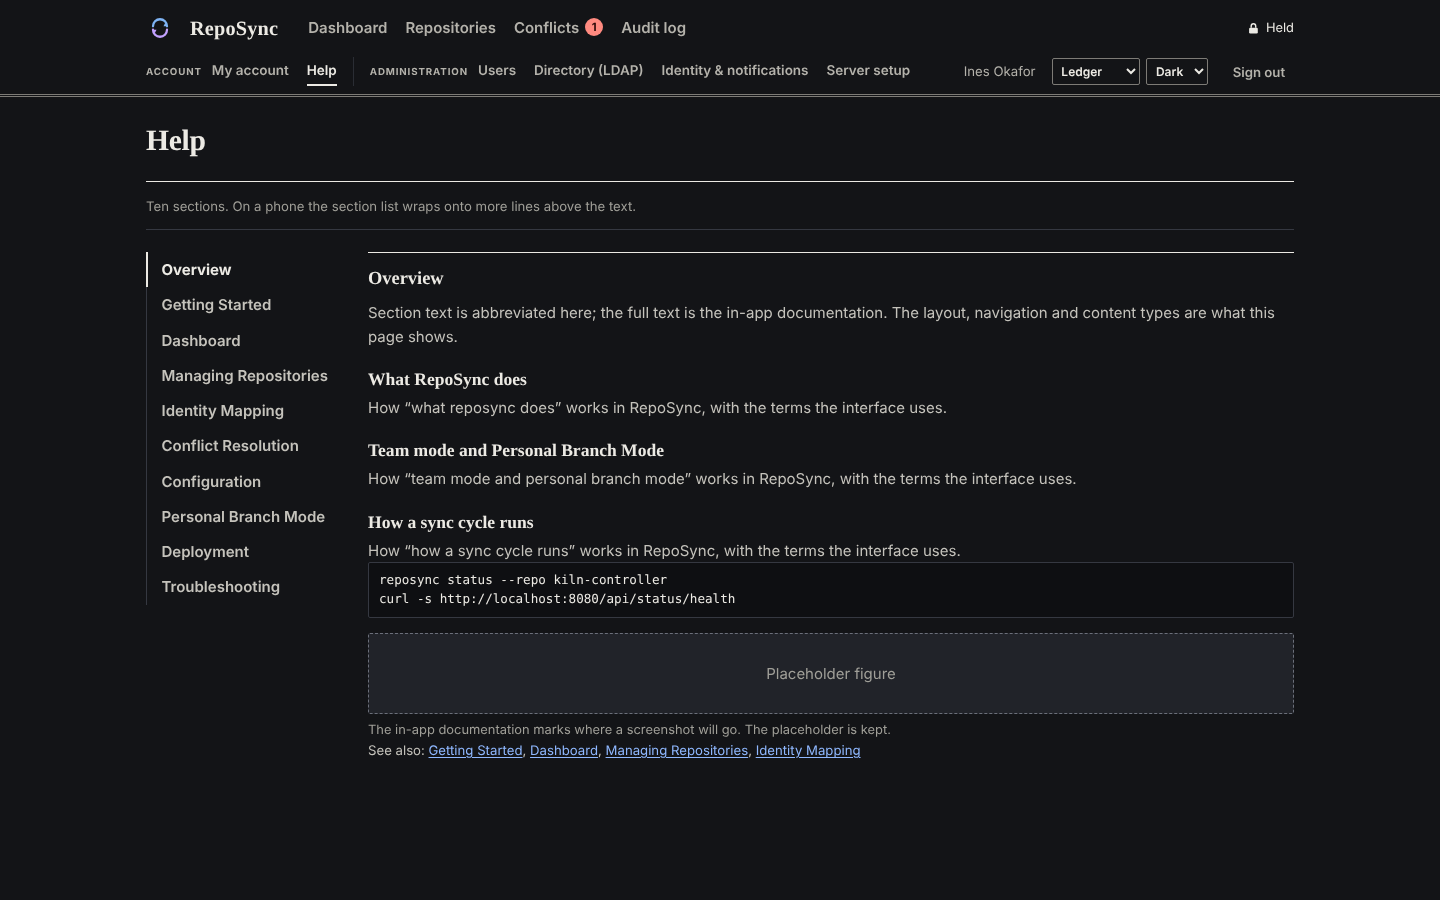 RepoSync
Dashboard
Repositories
Conflicts 1
Audit log
Held
ACCOUNT
My account
Help
ADMINISTRATION
Users
Directory (LDAP)
Identity & notifications
Server setup
Ines Okafor
Ledger
Dark
Sign out
Help
Ten sections. On a phone the section list wraps onto more lines above the text.
Overview
Getting Started
Dashboard
Managing Repositories
Identity Mapping
Conflict Resolution
Configuration
Personal Branch Mode
Deployment
Troubleshooting
Overview
Section text is abbreviated here; the full text is the in-app documentation. The layout, navigation and content types are what this
page shows.
What RepoSync does
How “what reposync does” works in RepoSync, with the terms the interface uses.
Team mode and Personal Branch Mode
How “team mode and personal branch mode” works in RepoSync, with the terms the interface uses.
How a sync cycle runs
How “how a sync cycle runs” works in RepoSync, with the terms the interface uses.
reposync status --repo kiln-controller
curl -s http://localhost:8080/api/status/health
Placeholder figure
The in-app documentation marks where a screenshot will go. The placeholder is kept.
See also: Getting Started, Dashboard, Managing Repositories, Identity Mapping